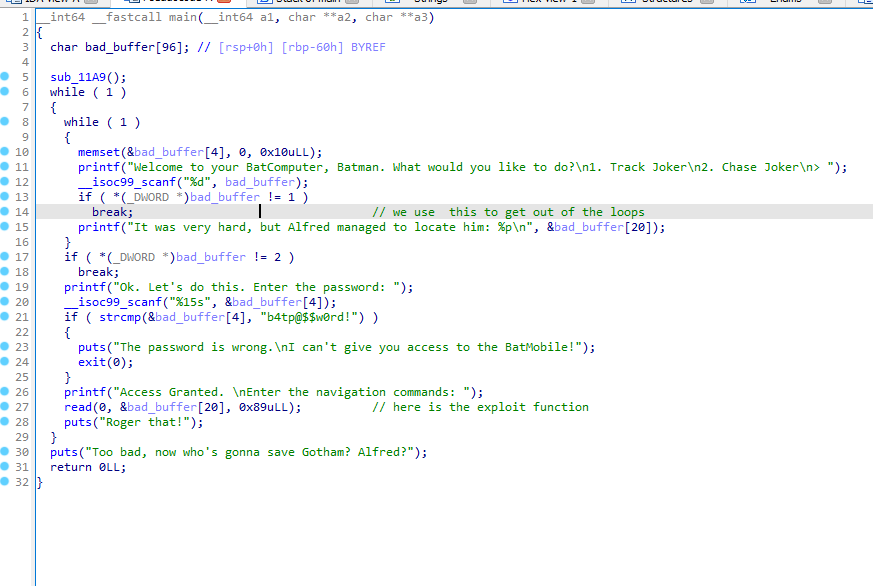 1 __int64 __fastcall main(__int64 a1, char **a2, char **a3)
2 {
3 char bad_buffer[96]; // [rsp+0h] [rbp-60h] BYREF
4
5 sub_11A9();
6 while ( 1 )
7 {
8 while ( 1 )
9 {
10 memset(&bad_buffer[4], 0, 0x10uLL);
11 printf("Welcome to your BatComputer, Batman. What would you like to do?\n1. Track Joker\n2. Chase Joker\n> ");
12 __isoc99_scanf("%d", bad_buffer);
13 if ( *(_DWORD *)bad_buffer != 1 )
14 break; // we use this to get out of the loops
15 printf("It was very hard, but Alfred managed to locate him: %p\n", &bad_buffer[20]);
16 }
17 if ( *(_DWORD *)bad_buffer != 2 )
18 break;
19 printf("Ok. Let's do this. Enter the password: ");
20 __isoc99_scanf("%15s", &bad_buffer[4]);
21 if ( strcmp(&bad_buffer[4], "b4tp@$$w0rd!") )
22 {
23 puts("The password is wrong.\nI can't give you access to the BatMobile!");
24 exit(0);
25 }
26 printf("Access Granted. \nEnter the navigation commands: ");
27 read(0, &bad_buffer[20], 0x89uLL); // here is the exploit function
28 puts("Roger that!");
29 }
30 puts("Too bad, now who's gonna save Gotham? Alfred?");
31 return 0LL;
32 }